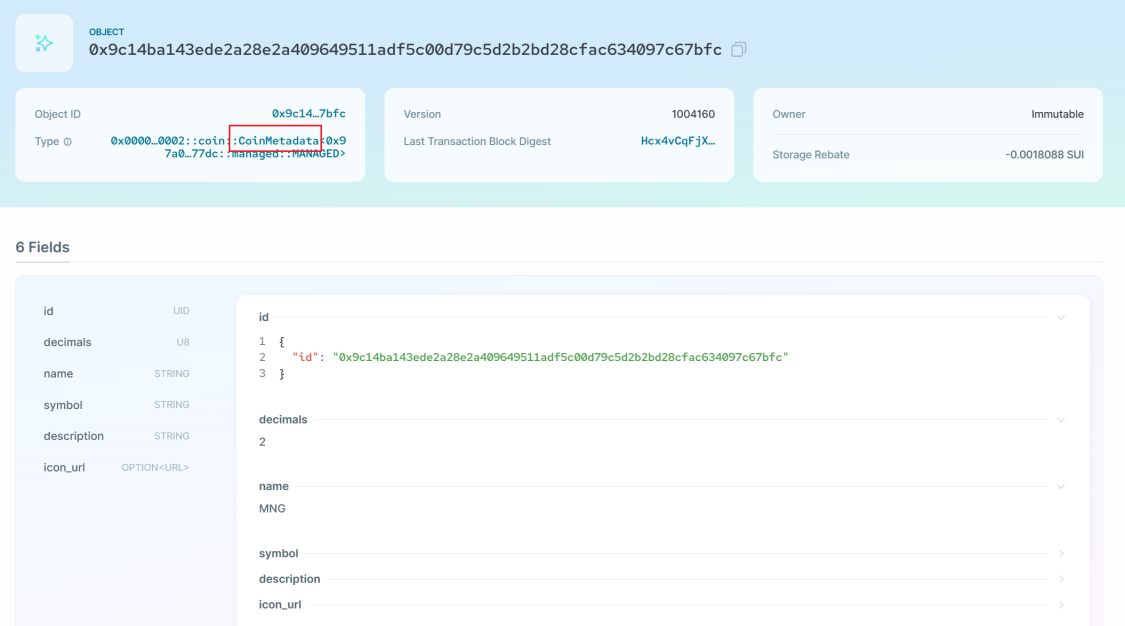 OBJECT
0x9c14ba143ede2a28e2a409649511adf5c00d79c5d2b2bd28cfac634097c67bfc
Object ID
0x9c14…7bfc
Type
0x0000…0002::coin::CoinMetadata<0x9
7a0…77dc::managed::MANAGED>
Version
1004160
Last Transaction Block Digest
Hcx4vCqFjX…
Owner
Immutable
Storage Rebate
-0.0018088 SUI
6 Fields
id
UID
decimals
U8
name
STRING
symbol
STRING
description
STRING
icon_url
OPTION<URL>
id
1 {
2 "id": "0x9c14ba143ede2a28e2a409649511adf5c00d79c5d2b2bd28cfac634097c67bfc"
3 }
decimals
2
name
MNG
symbol
description
icon_url